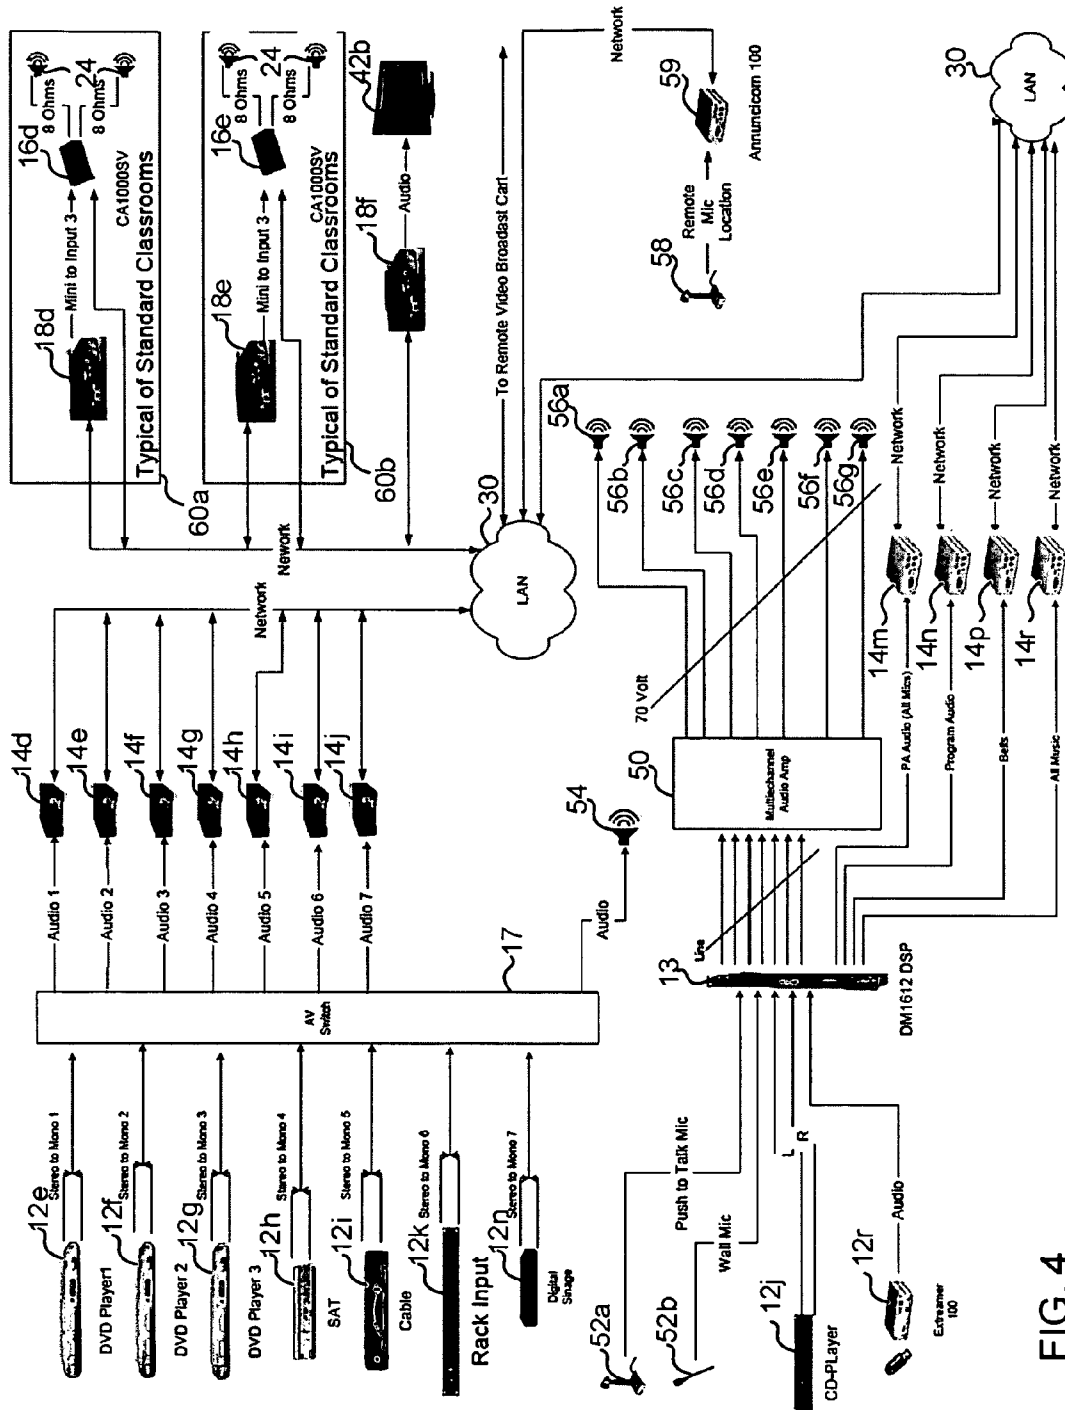 12e
Stereo to Mono 1
DVD Player1
12f
Stereo to Mono 2
DVD Player 2
12g
Stereo to Mono 3
DVD Player 3
12h
Stereo to Mono 4
SAT
12i
Stereo to Mono 5
Cable
12k
Stereo to Mono 6
Rack Input
12n
Stereo to Mono 7
Digital
Sinage
AV
Switch
17
Audio 1
Audio 2
Audio 3
Audio 4
Audio 5
Audio 6
Audio 7
Audio
54
14d
14e
14f
14g
14h
14i
14j
Network
Nework
LAN
30
18d
Mini to Input 3
16d
8 Ohms
24
8 Ohms
CA1000SV
Typical of Standard Classrooms
60a
18e
Mini to Input 3
16e
8 Ohms
24
8 Ohms
CA1000SV
Typical of Standard Classrooms
60b
18f
Audio
42b
To Remote Video Broadast Cart
Network
58
Remote
Mic
Location
59
Annuncicom 100
52a
Push to Talk Mic
52b
Wall Mic
12j
CD-PLayer
L
R
12r
Extreamer
100
Audio
13
Line
DM1612 DSP
50
Multiechannel
Audio Amp
70 Volt
56a
56b
56c
56d
56e
56f
56g
PA Audio (All Mics)
Program Audio
Bells
All Music
14m
14n
14p
14r
Network
Network
Network
Network
30
LAN
FIG. 4